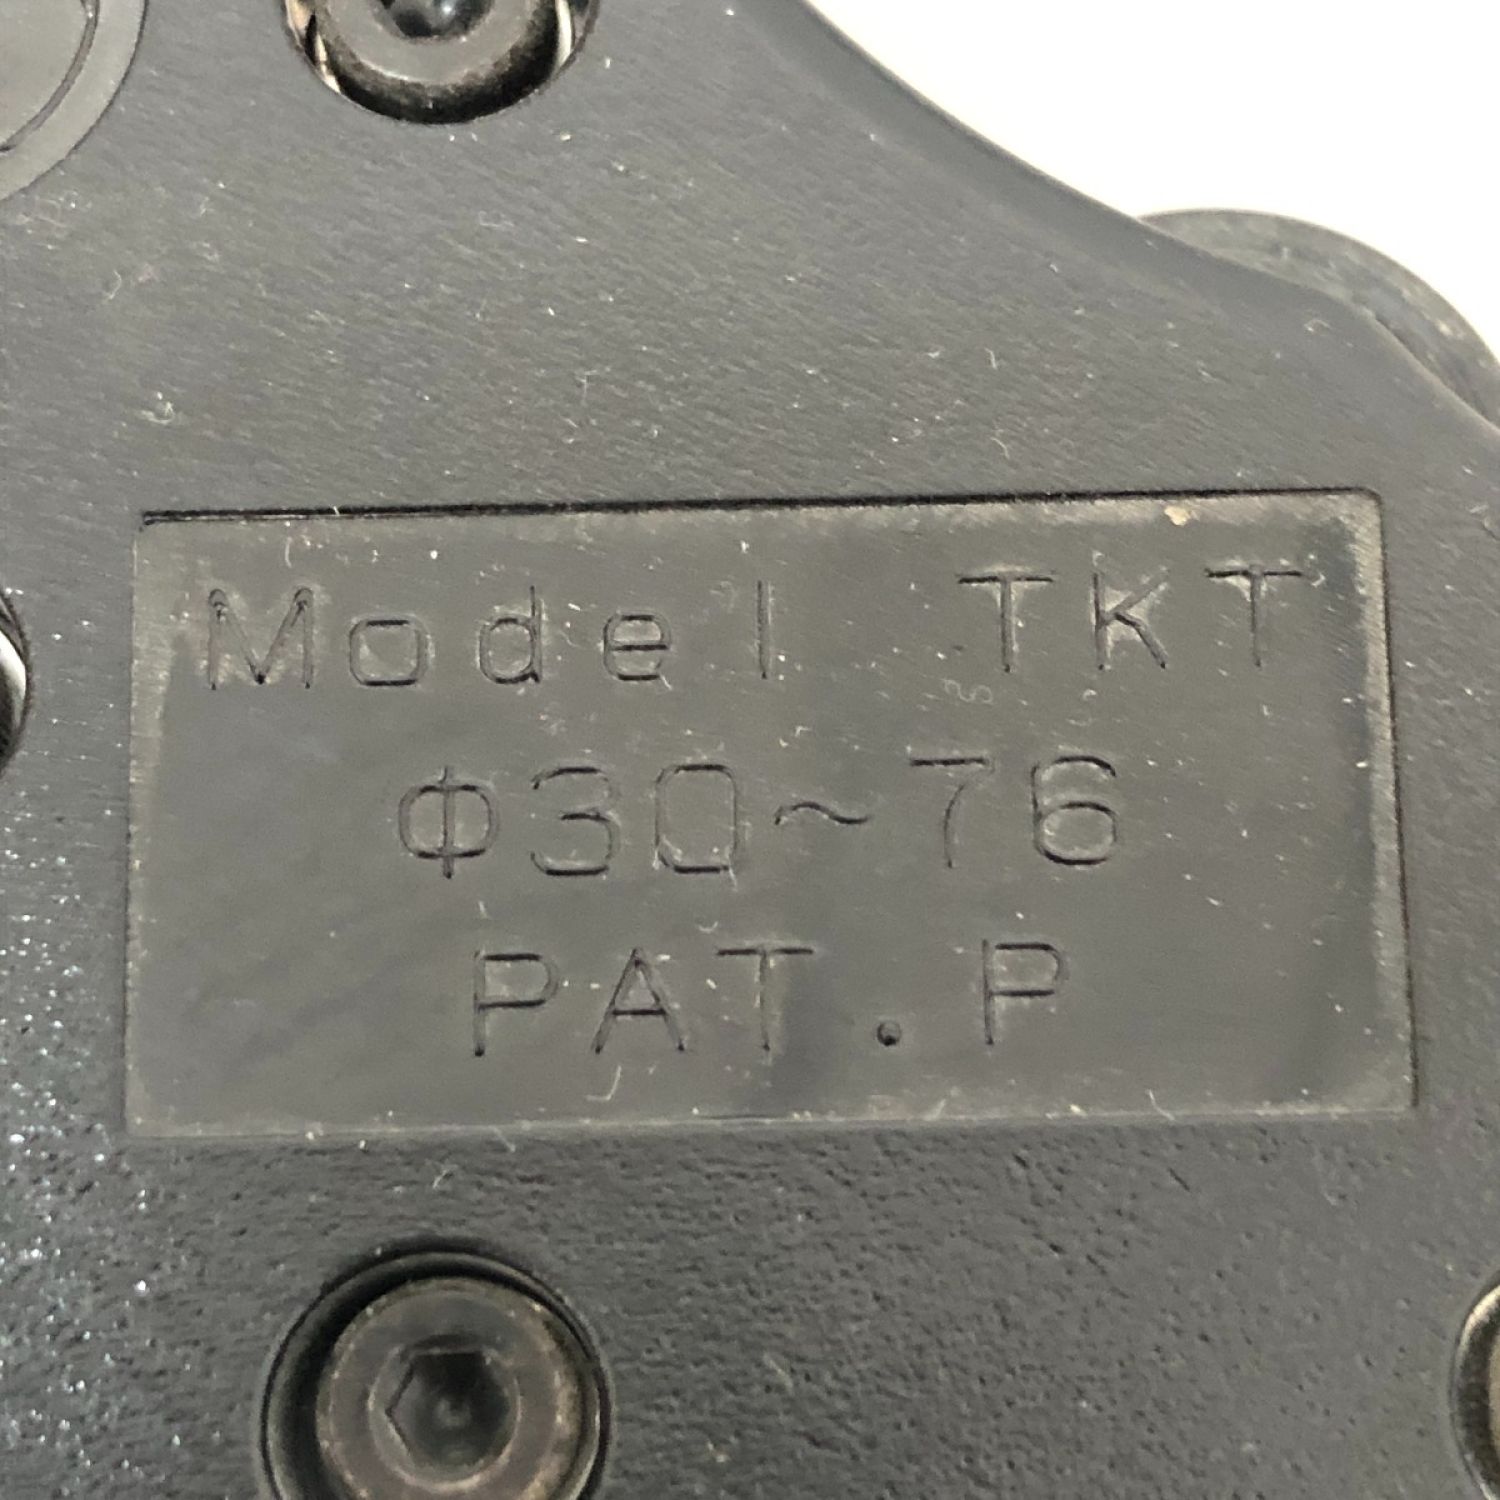 Model TKT
Φ30~76
PAT.P